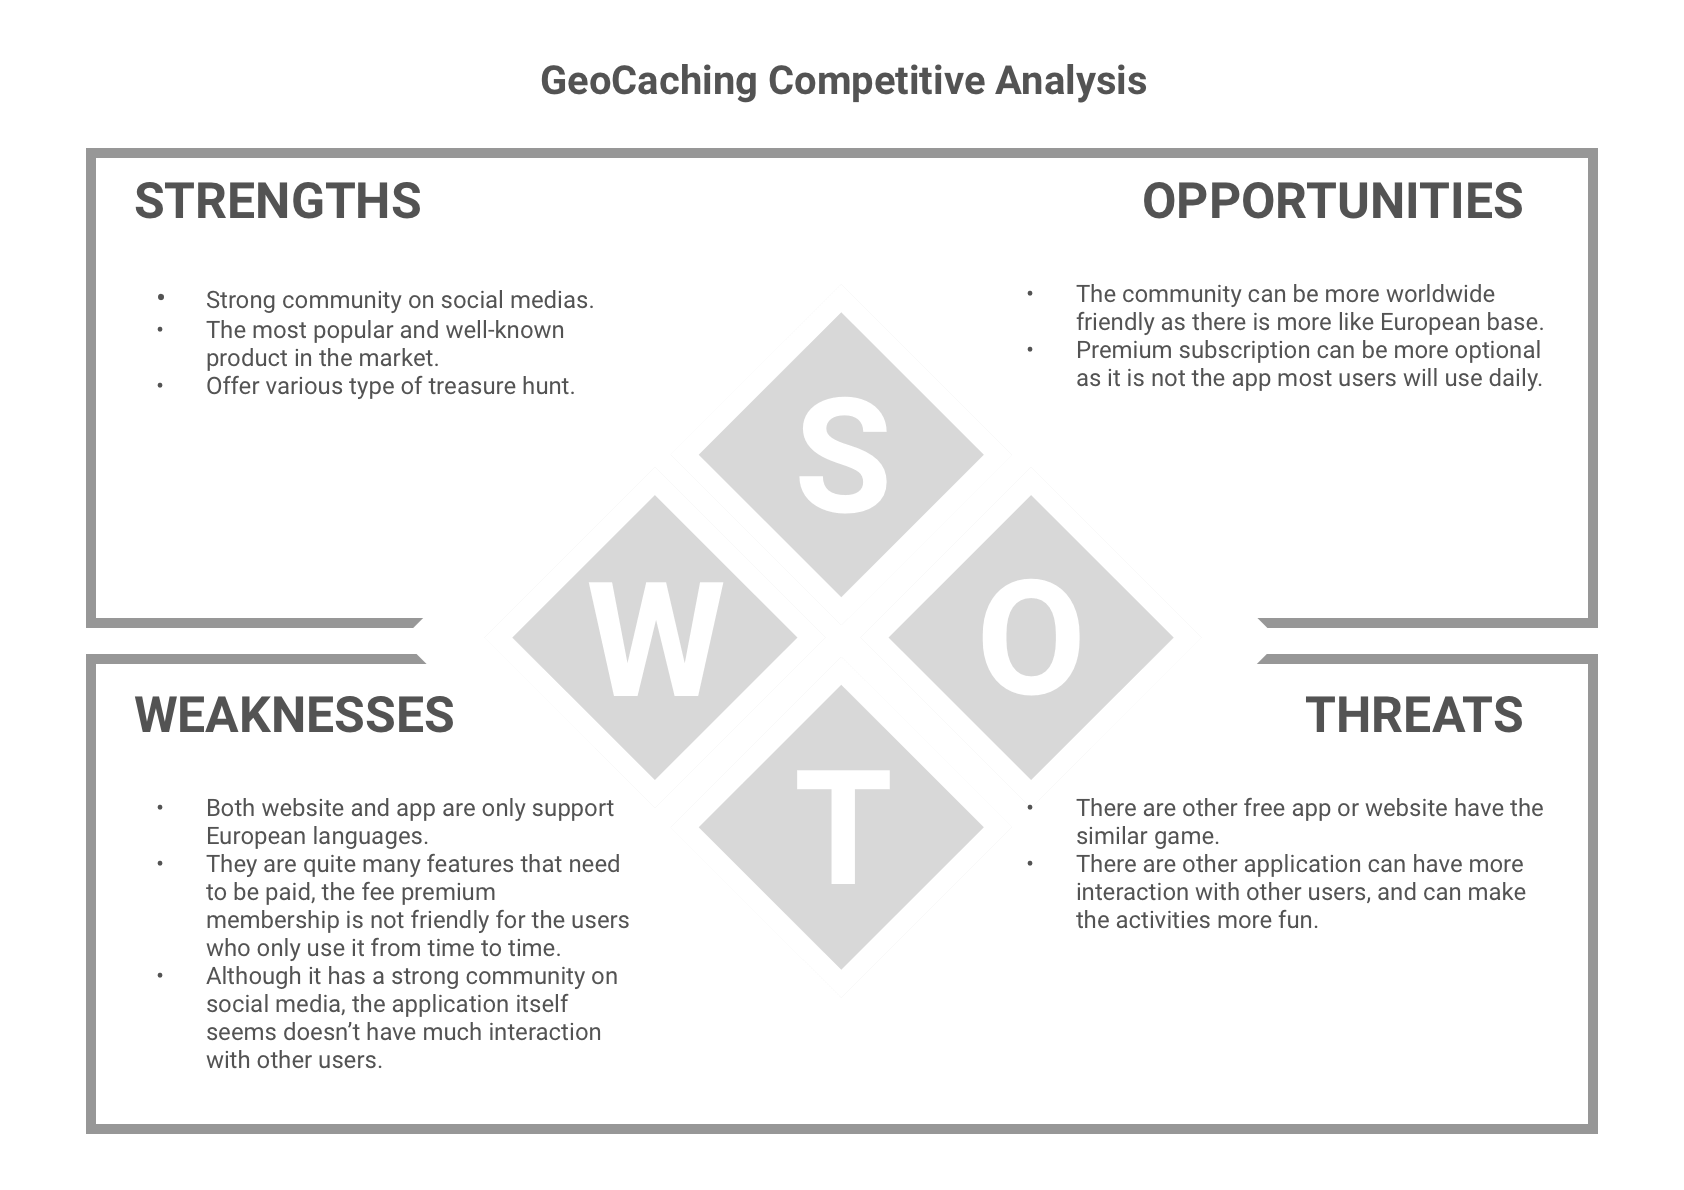 GeoCaching Competitive Analysis
STRENGTHS
• Strong community on social medias.
• The most popular and well-known
product in the market.
• Offer various type of treasure hunt.
OPPORTUNITIES
• The community can be more worldwide
friendly as there is more like European base.
• Premium subscription can be more optional
as it is not the app most users will use daily.
S
W
O
T
WEAKNESSES
• Both website and app are only support
European languages.
• They are quite many features that need
to be paid, the fee premium
membership is not friendly for the users
who only use it from time to time.
• Although it has a strong community on
social media, the application itself
seems doesn’t have much interaction
with other users.
THREATS
• There are other free app or website have the
similar game.
• There are other application can have more
interaction with other users, and can make
the activities more fun.